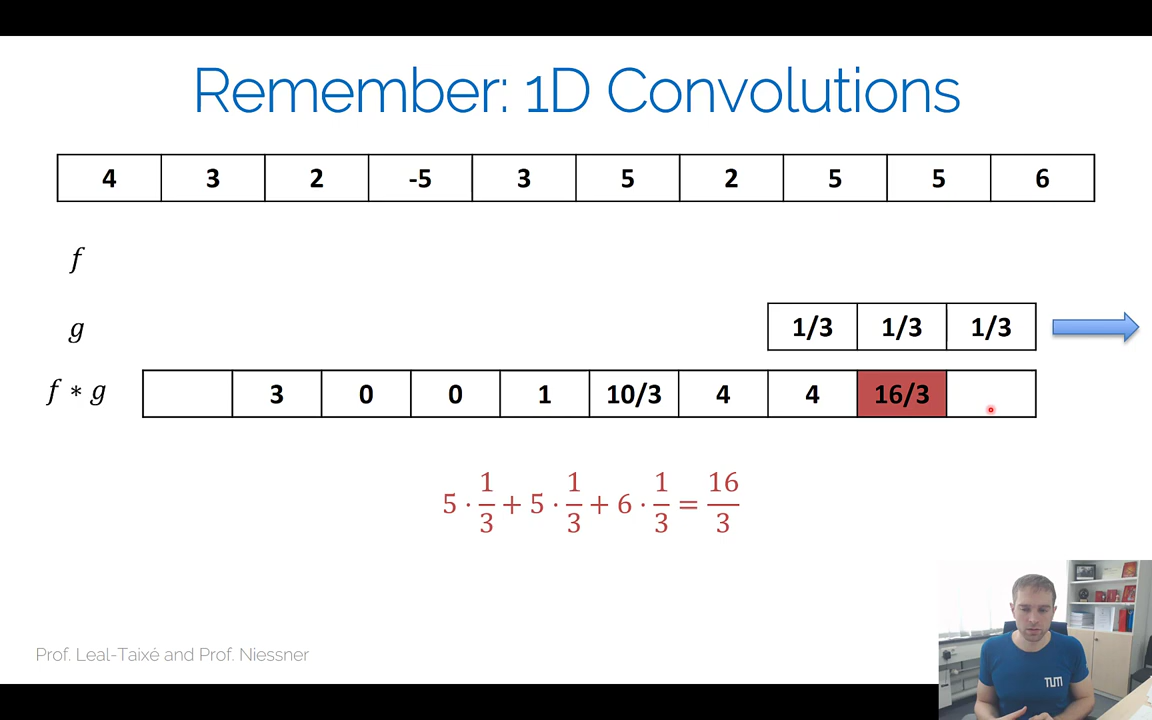 Remember: 1D Convolutions
4 3 2 -5 3 5 2 5 5 6
f
g 1/3 1/3 1/3
f ∗ g 3 0 0 1 10/3 4 4 16/3
5 · 1/3 + 5 · 1/3 + 6 · 1/3 = 16/3
TUM
Prof. Leal-Taixé and Prof. Niessner